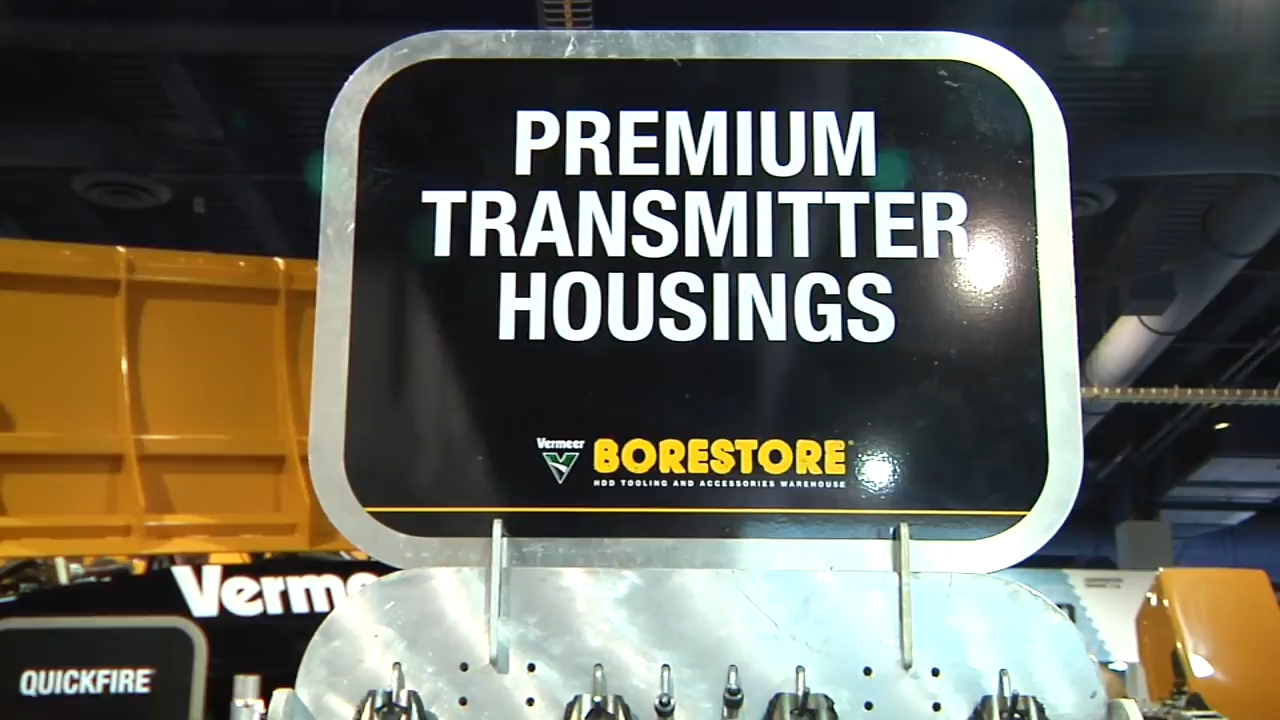 PREMIUM
TRANSMITTER
HOUSINGS
Vermeer
BORESTORE
HDD TOOLING AND ACCESSORIES WAREHOUSE
Verme
QUICKFIRE